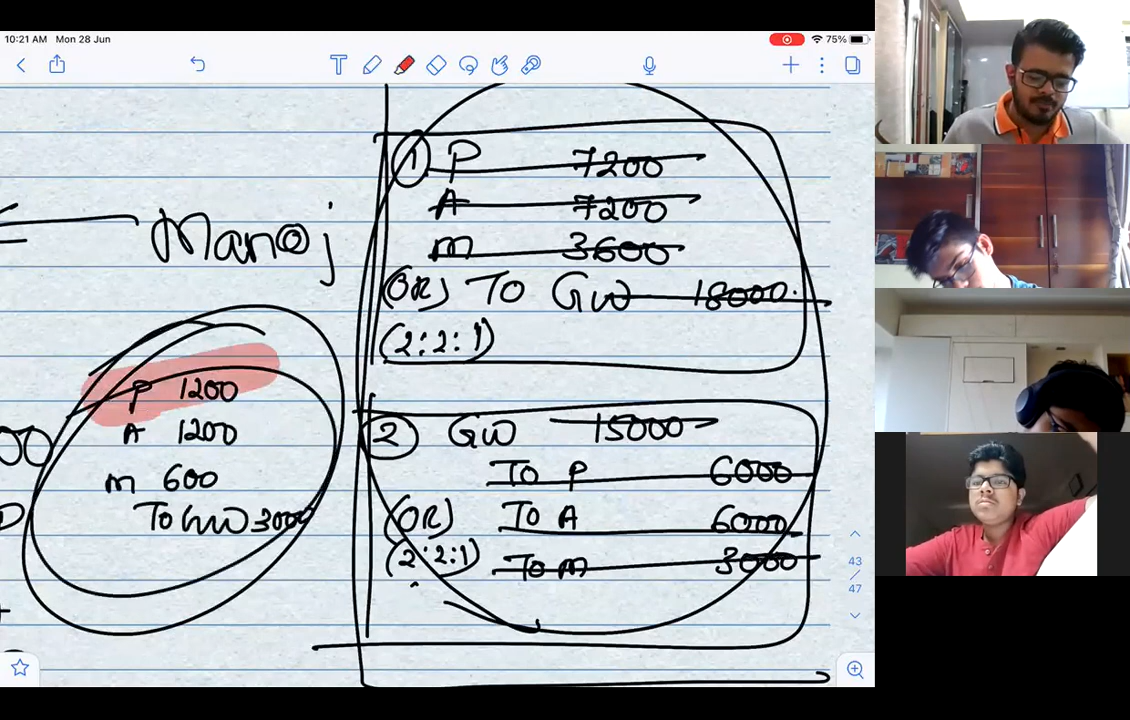 10:21 AM Mon 28 Jun
75%
Manoj
P 1200
A 1200
m 600
To GW 3000
00
① P 7200
A 7200
m 3600
(OR) To GW 18000.
(2:2:1)
② GW 15000
To P 6000
(OR) To A 6000
(2:2:1) To m 3000
43
/
47